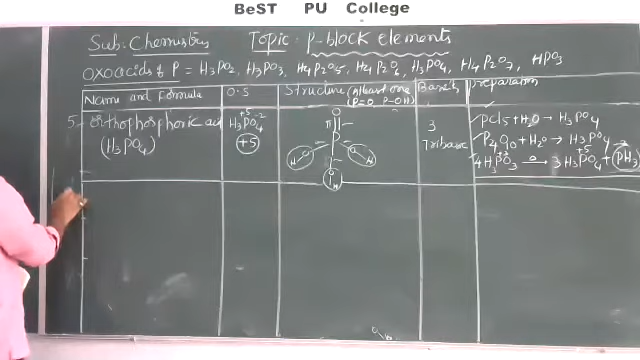 BeST PU College
Sub: Chemistry Topic: P-block elements
Oxoacids of P = H3PO2, H3PO3, H4P2O5, H4P2O6, H3PO4, H4P2O7, HPO3
Name and Formula O.S Structure (Atleast one P=O P-OH) Basicity preparation
5. Orthophosphoric acid (H3PO4)
+5 -2
H3PO4
+5
O
P
H O O H
O H
3
Tribasic
PCl5 + H2O → H3PO4
P4O10 + H2O → H3PO4
4H3PO3 Δ→ 3H3PO4 + PH3